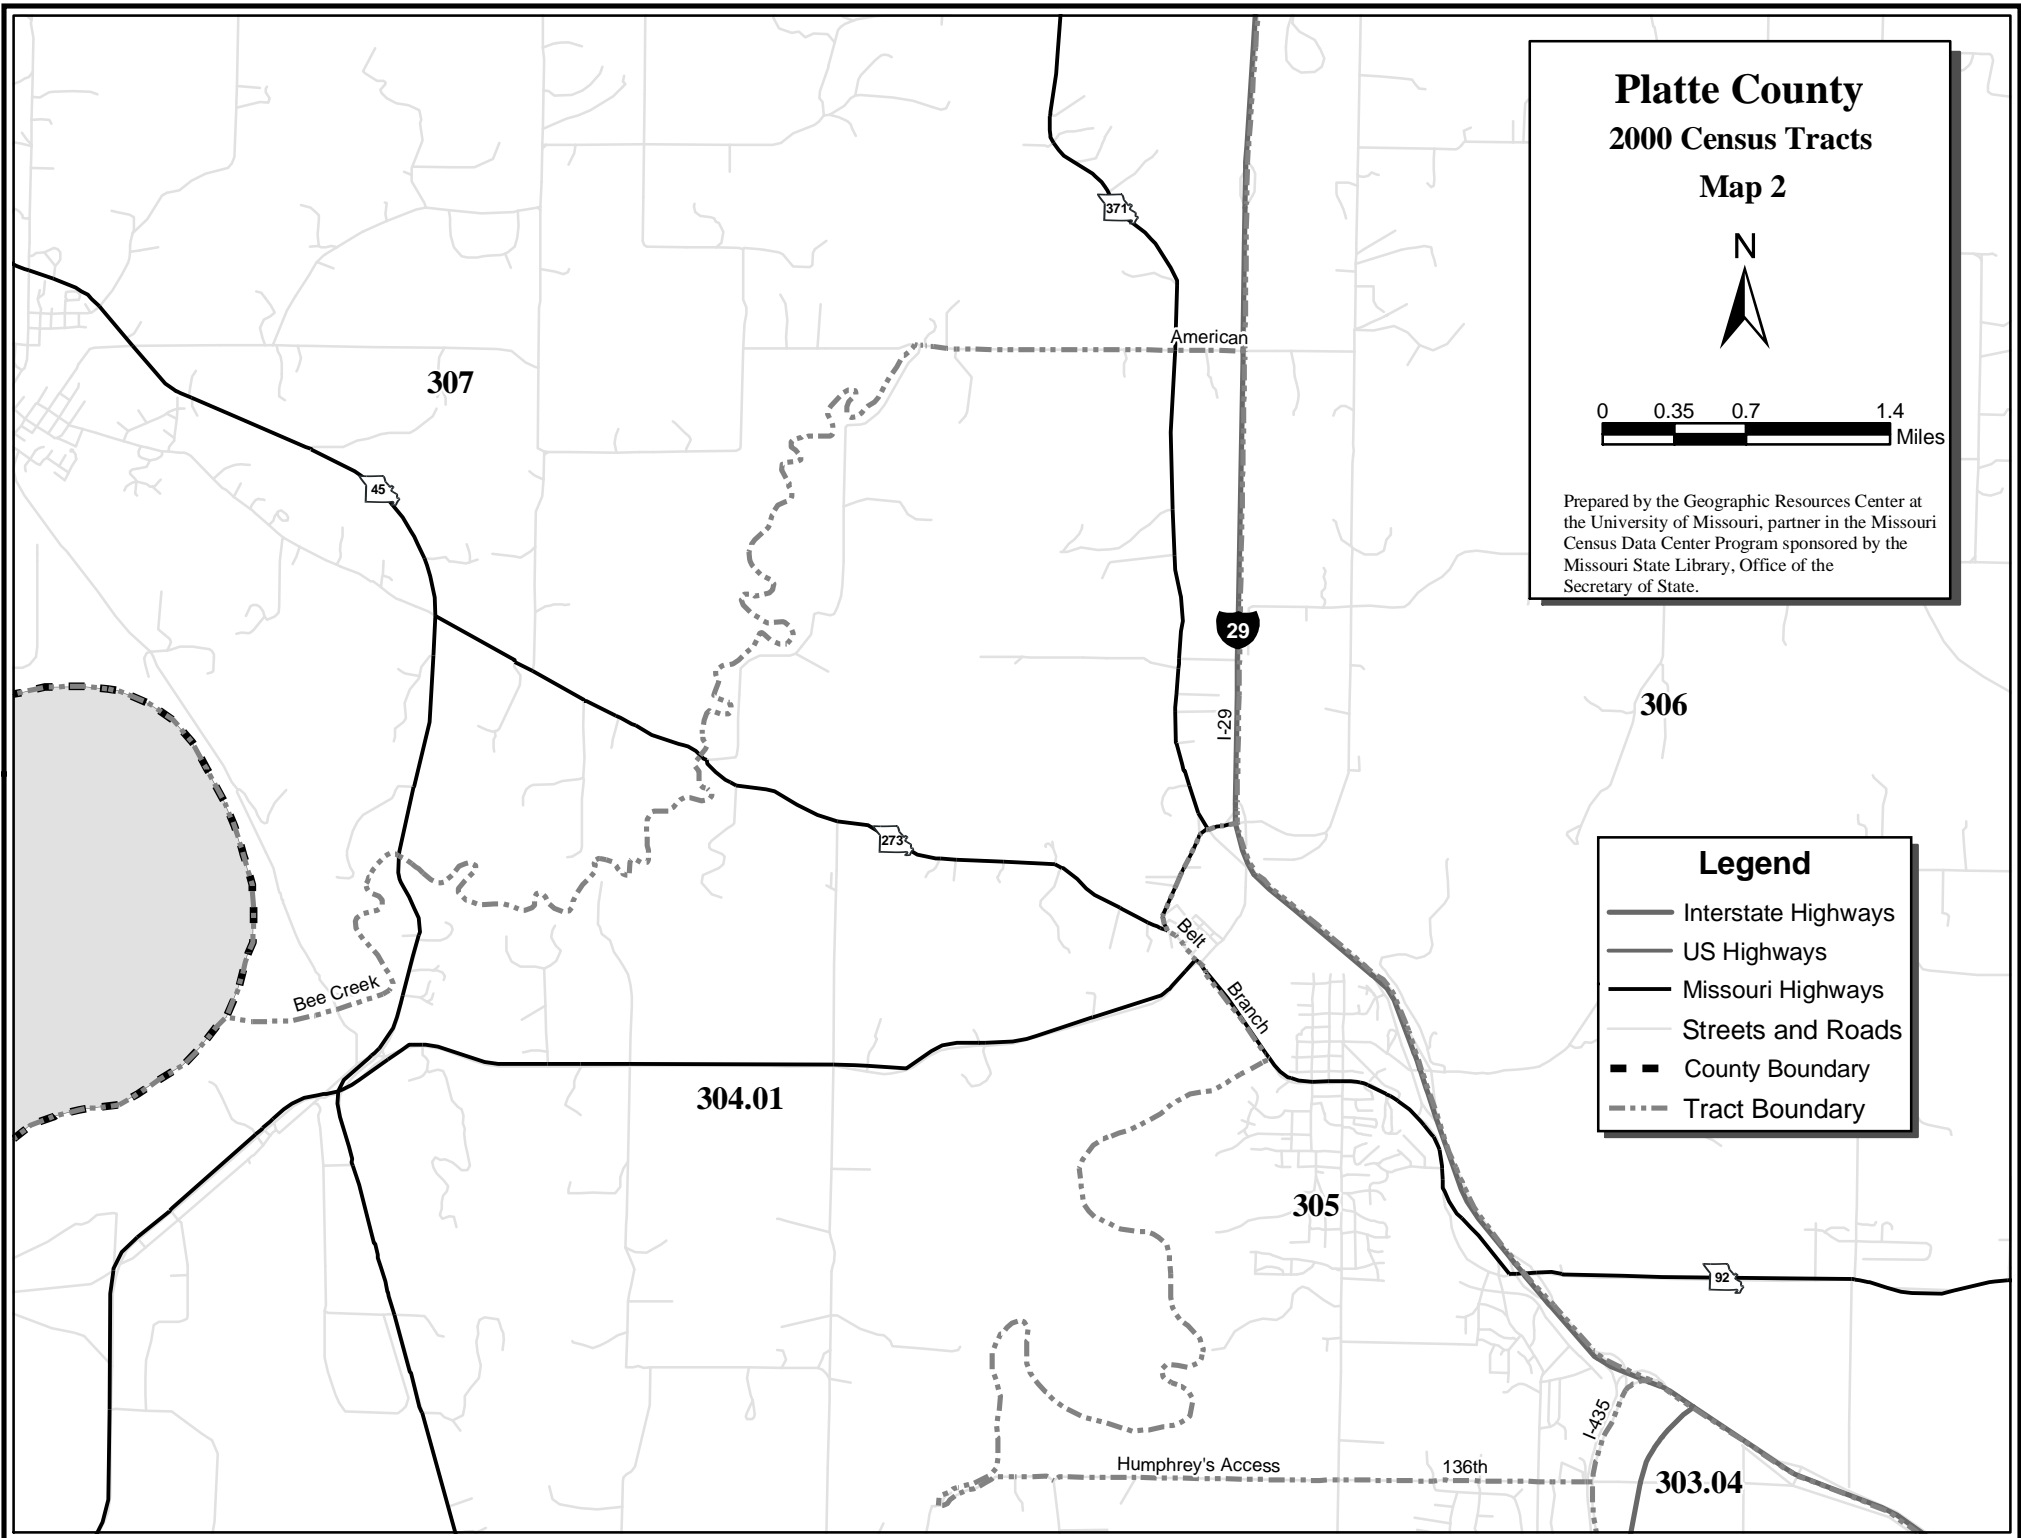 Platte County
2000 Census Tracts
Map 2
N
0 0.35 0.7 1.4
Miles
Prepared by the Geographic Resources Center at
the University of Missouri, partner in the Missouri
Census Data Center Program sponsored by the
Missouri State Library, Office of the
Secretary of State.
371
American
307
45
29
306
I-29
273
Belt
Branch
Bee Creek
304.01
305
92
I-435
Humphrey's Access
136th
303.04
Legend
Interstate Highways
US Highways
Missouri Highways
Streets and Roads
County Boundary
Tract Boundary